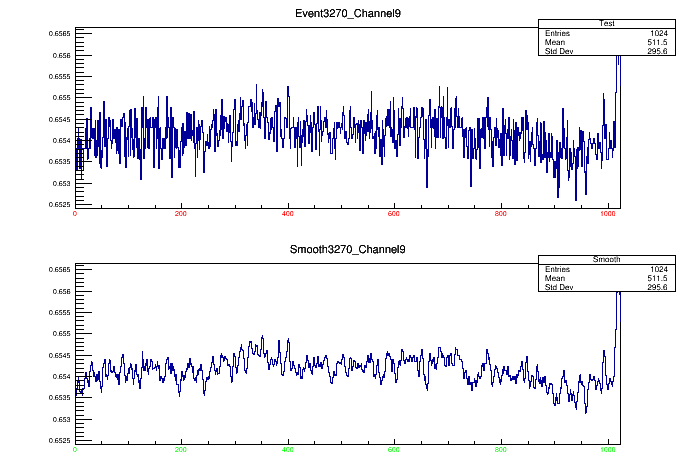 Event3270_Channel9
Test
Entries 1024
Mean 511.5
Std Dev 295.6
0.6565
0.656
0.6555
0.655
0.6545
0.654
0.6535
0.653
0.6525
0 200 400 600 800 1000
Smooth3270_Channel9
Smooth
Entries 1024
Mean 511.5
Std Dev 295.6
0.6565
0.656
0.6555
0.655
0.6545
0.654
0.6535
0.653
0.6525
0 200 400 600 800 1000